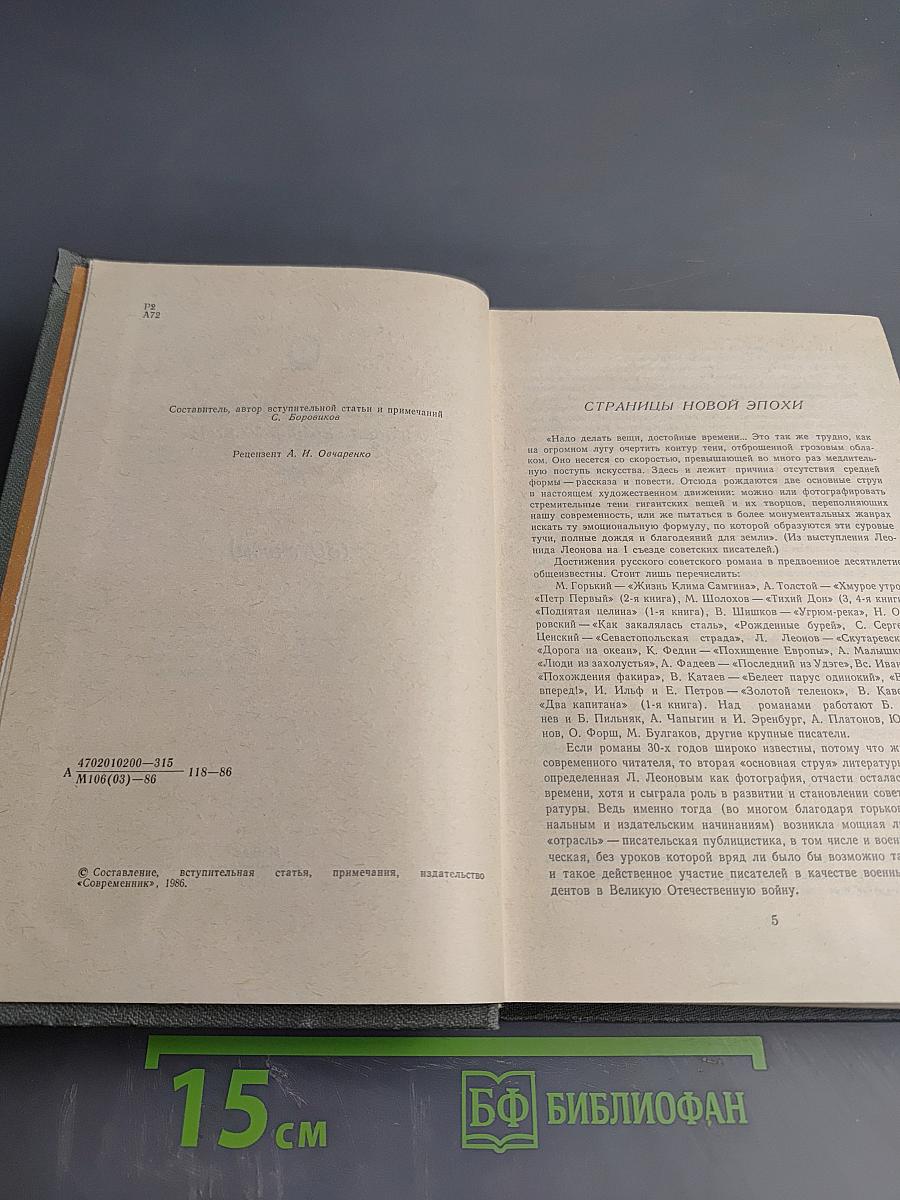 Р2
А72
Составитель, автор вступительной статьи и примечаний
С. Боровиков
Рецензент А. И. Овчаренко
А 4702010200—315
М106(03)—86
118—86
© Составление, вступительная статья, примечания, издательство
«Современник», 1986.
СТРАНИЦЫ НОВОЙ ЭПОХИ
«Надо делать вещи, достойные времени... Это так же трудно, как
на огромном лугу очертить контур тени, отброшенной грозовым обла-
ком. Оно несется со скоростью, превышающей во много раз медлитель-
ную поступь искусства. Здесь и лежит причина отсутствия средней
формы — рассказа и повести. Отсюда рождаются две основные струи
в настоящем художественном движении: можно или фотографировать
стремительные тени гигантских вещей и их творцов, переполняющих
нашу современность, или же пытаться в более монументальных жанрах
искать ту эмоциональную формулу, по которой образуются эти суровые
тучи, полные дождя и благодеяний для земли». (Из выступления Лео-
нида Леонова на I съезде советских писателей.)
Достижения русского советского романа в предвоенное десятилетие
общеизвестны. Стоит лишь перечислить:
М. Горький — «Жизнь Клима Самгина», А. Толстой — «Хмурое утро
«Петр Первый» (2-я книга), М. Шолохов — «Тихий Дон» (3, 4-я книги
«Поднятая целина» (1-я книга), В. Шишков — «Угрюм-река», Н. О
ровский — «Как закалялась сталь», «Рожденные бурей», С. Серге
Ценский — «Севастопольская страда», Л. Леонов — «Скутаревск
«Дорога на океан», К. Федин — «Похищение Европы», А. Малышки
«Люди из захолустья», А. Фадеев — «Последний из Удэге», Вс. Иван
«Похождения факира», В. Катаев — «Белеет парус одинокий», «В
вперед!», И. Ильф и Е. Петров — «Золотой теленок», В. Каве
«Два капитана» (1-я книга). Над романами работают Б.
нев и Б. Пильняк, А. Чапыгин и И. Эренбург, А. Платонов, Ю
нов, О. Форш, М. Булгаков, другие крупные писатели.
Если романы 30-х годов широко известны, потому что ж
современного читателя, то вторая «основная струя» литературы
определенная Л. Леоновым как фотография, отчасти осталас
времени, хотя и сыграла роль в развитии и становлении совет
ратуры. Ведь именно тогда (во многом благодаря горьков
нальным и издательским начинаниям) возникла мощная л
«отрасль» — писательская публицистика, в том числе и воен
ческая, без уроков которой вряд ли было бы возможно та
и такое действенное участие писателей в качестве военны
дентов в Великую Отечественную войну.
5
15 см
БФ БИБЛИОФАН